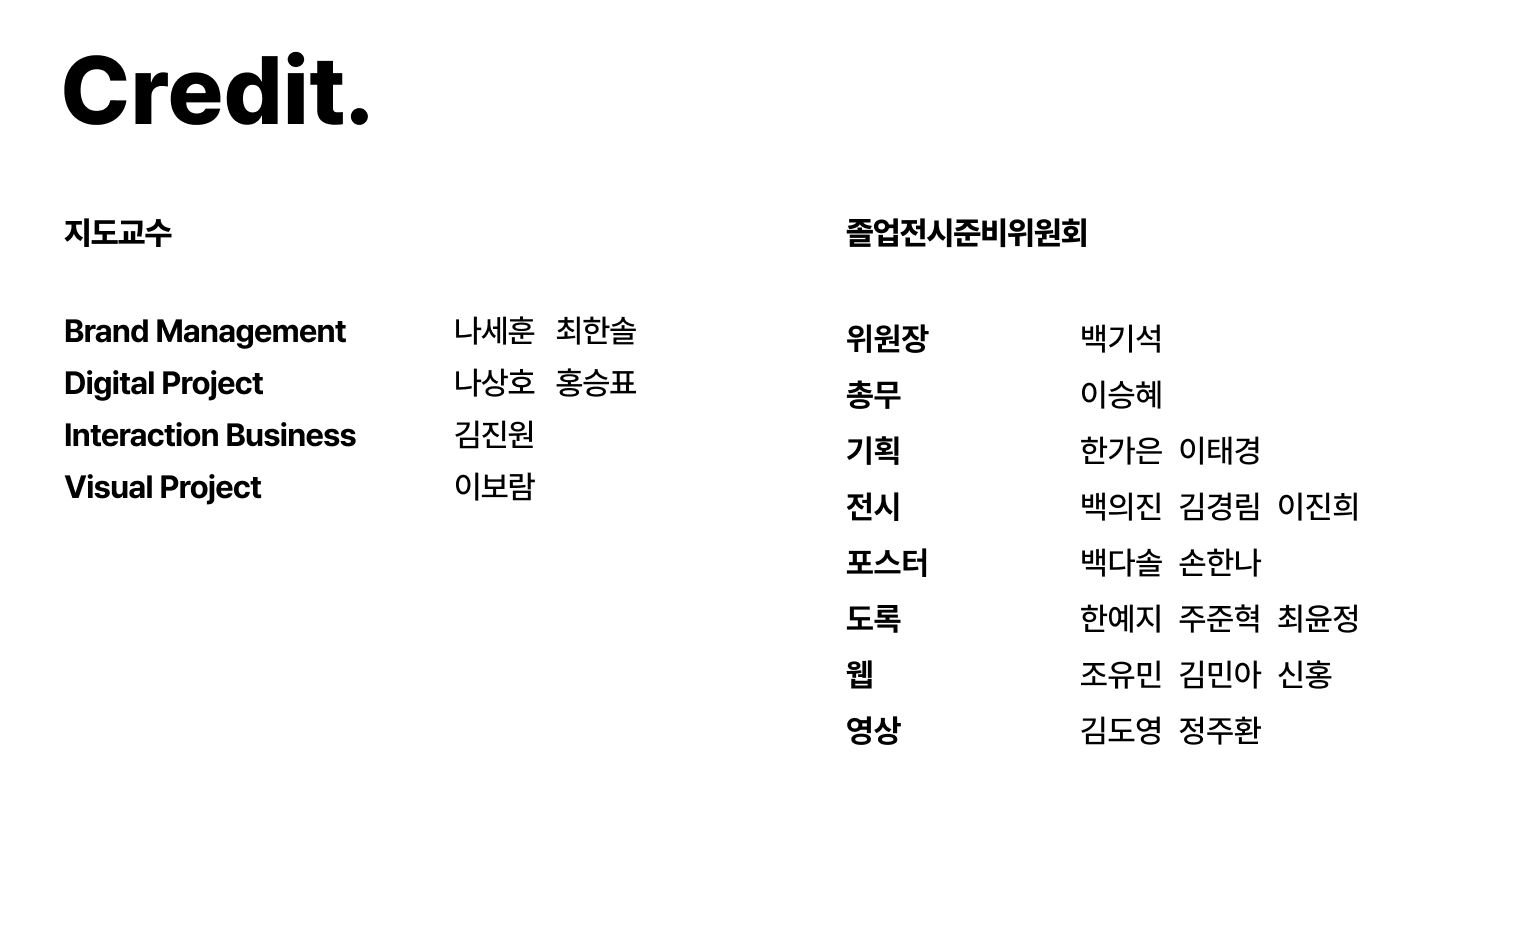 Credit.
지도교수
Brand Management 나세훈 최한솔
Digital Project 나상호 홍승표
Interaction Business 김진원
Visual Project 이보람
졸업전시준비위원회
위원장 백기석
총무 이승혜
기획 한가은 이태경
전시 백의진 김경림 이진희
포스터 백다솔 손한나
도록 한예지 주준혁 최윤정
웹 조유민 김민아 신홍
영상 김도영 정주환